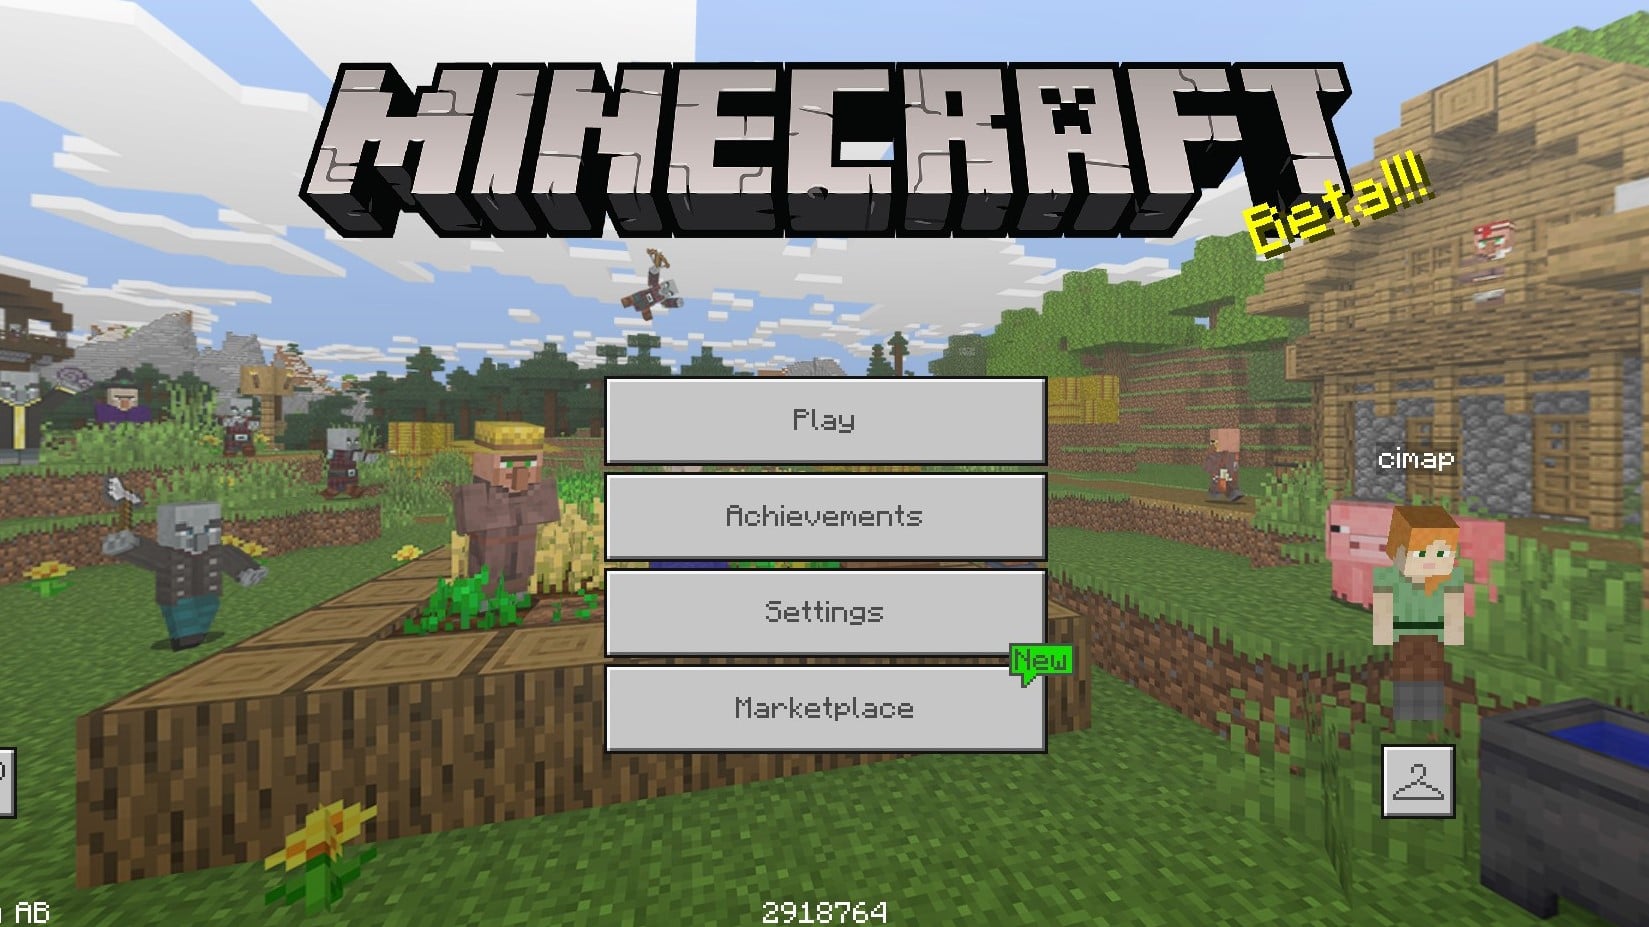 MINECRAFT
Beta!!!
Play
cimap
Achievements
Settings
New
Marketplace
AB
2918764